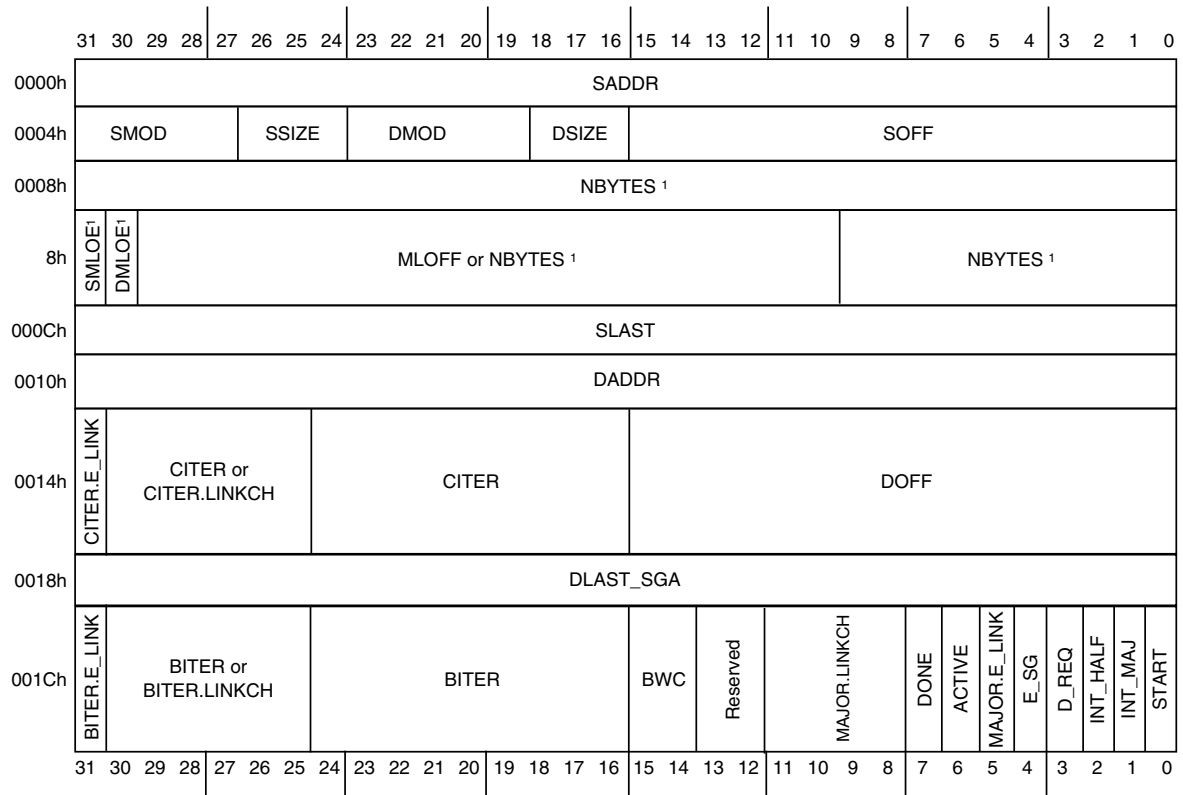 31 30 29 28 27 26 25 24 23 22 21 20 19 18 17 16 15 14 13 12 11 10 9 8 7 6 5 4 3 2 1 0
0000h SADDR
0004h SMOD SSIZE DMOD DSIZE SOFF
0008h NBYTES 1
8h SMLOE1 DMLOE1 MLOFF or NBYTES 1 NBYTES 1
000Ch SLAST
0010h DADDR
0014h CITER.E_LINK CITER or
CITER.LINKCH CITER DOFF
0018h DLAST_SGA
001Ch BITER.E_LINK BITER or
BITER.LINKCH BITER BWC Reserved MAJOR.LINKCH DONE ACTIVE MAJOR.E_LINK E_SG D_REQ INT_HALF INT_MAJ START
31 30 29 28 27 26 25 24 23 22 21 20 19 18 17 16 15 14 13 12 11 10 9 8 7 6 5 4 3 2 1 0